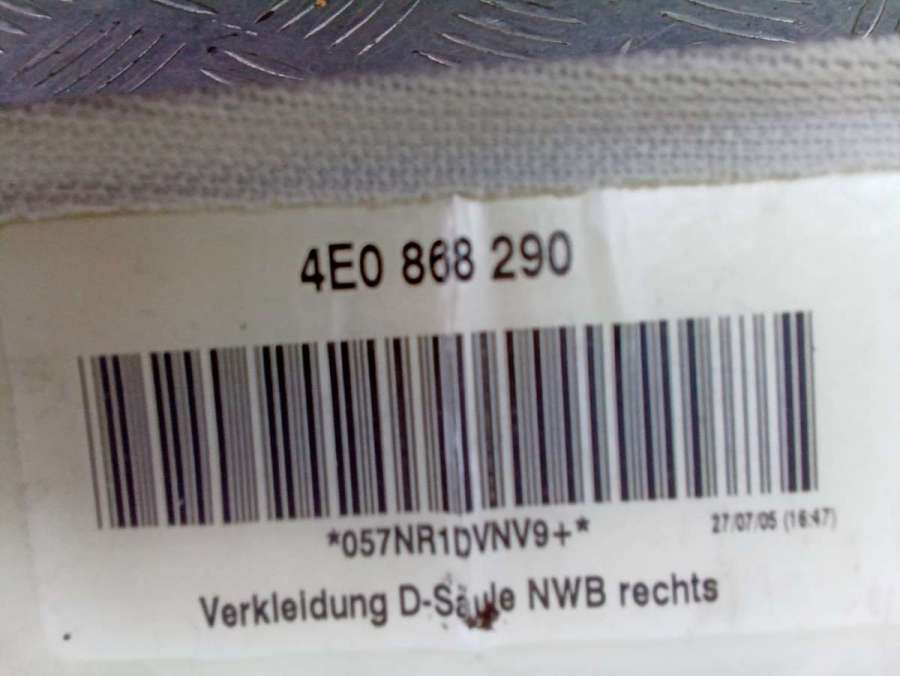 4E0 868 290
*057NR1DVNV9+*
27/07/05 (16:47)
Verkleidung D-Säule NWB rechts